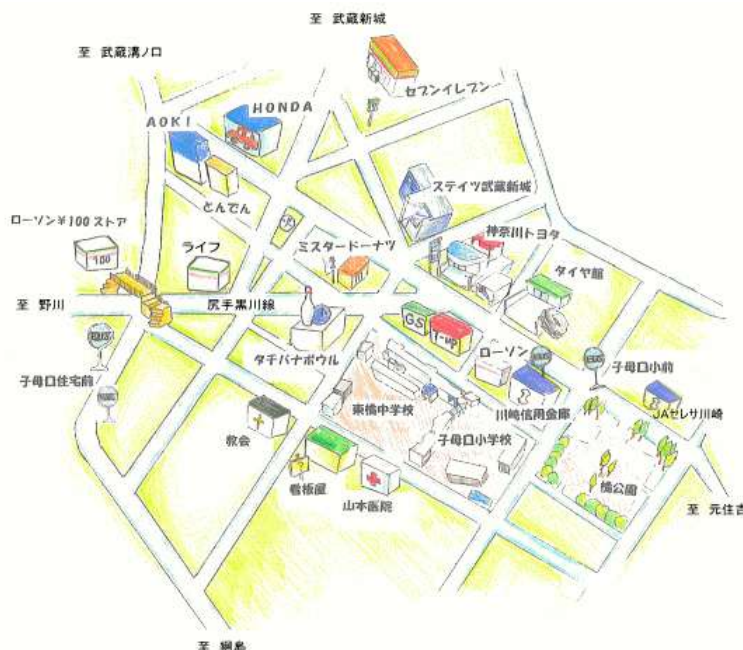 至 武蔵新城
至 武蔵溝ノ口
セブンイレブン
HONDA
AOKI
とんでん
ステイツ武蔵新城
神奈川トヨタ
ローソン¥100ストア
100
ライフ
ミスタードーナツ
タイヤ館
至 野川
尻手黒川線
GS
タチバナボウル
ローソン
子母口小前
子母口住宅前
東橘中学校
川崎信用金庫
JAセレサ川崎
教会
子母口小学校
橘公園
看板屋
山本医院
至 元住吉
至 綱島